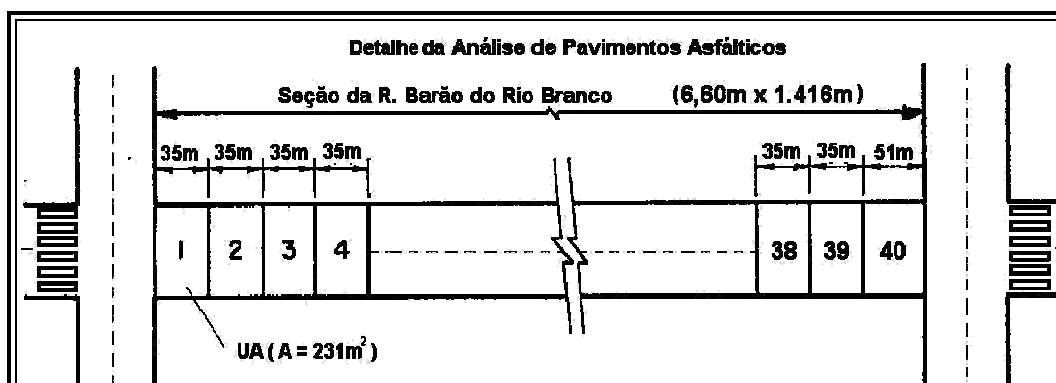 Detalhe da Análise de Pavimentos Asfálticos
Seção da R. Barão do Rio Branco (6,60m x 1.416m)
35m 35m 35m 35m 35m 35m 51m
1 2 3 4 38 39 40
UA ( A = 231m²)